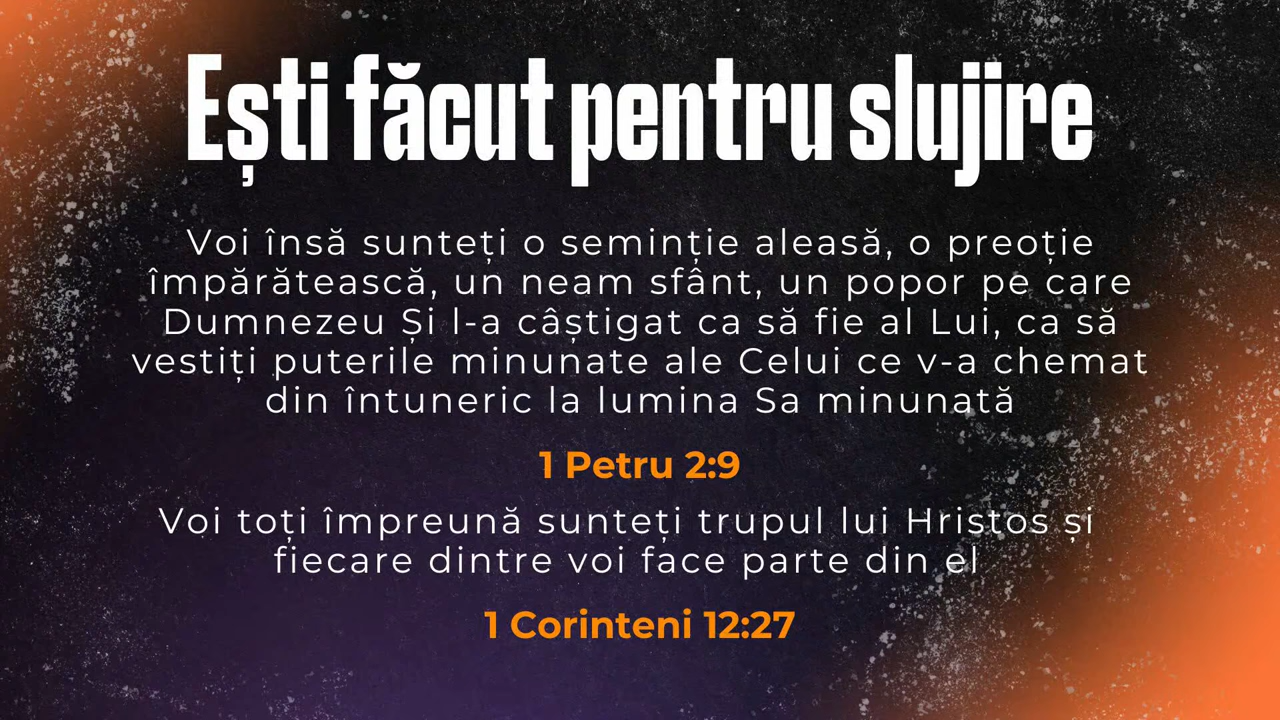 Ești făcut pentru slujire
Voi însă sunteți o seminție aleasă, o preoție
împărătească, un neam sfânt, un popor pe care
Dumnezeu Și l-a câștigat ca să fie al Lui, ca să
vestiți puterile minunate ale Celui ce v-a chemat
din întuneric la lumina Sa minunată
1 Petru 2:9
Voi toți împreună sunteți trupul lui Hristos și
fiecare dintre voi face parte din el
1 Corinteni 12:27